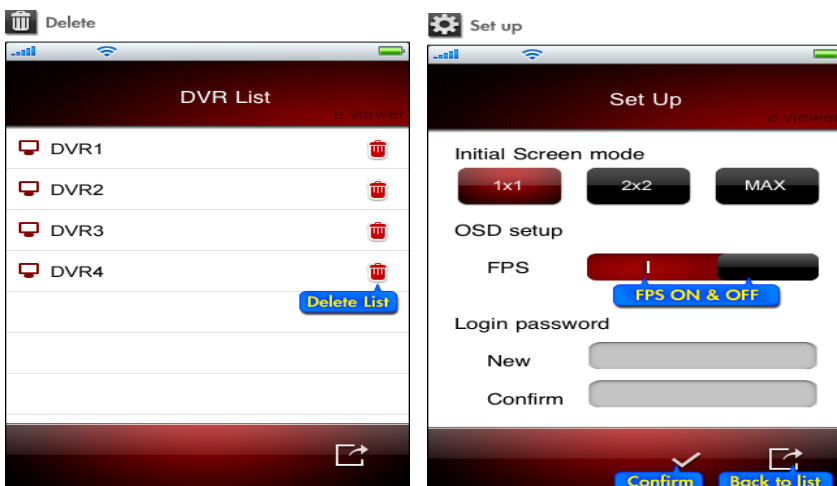 Delete
DVR List
e viewer
DVR1
DVR2
DVR3
DVR4
Delete List
Set up
Set Up
e viewer
Initial Screen mode
1x1 2x2 MAX
OSD setup
FPS
FPS ON & OFF
Login password
New
Confirm
Confirm Back to list